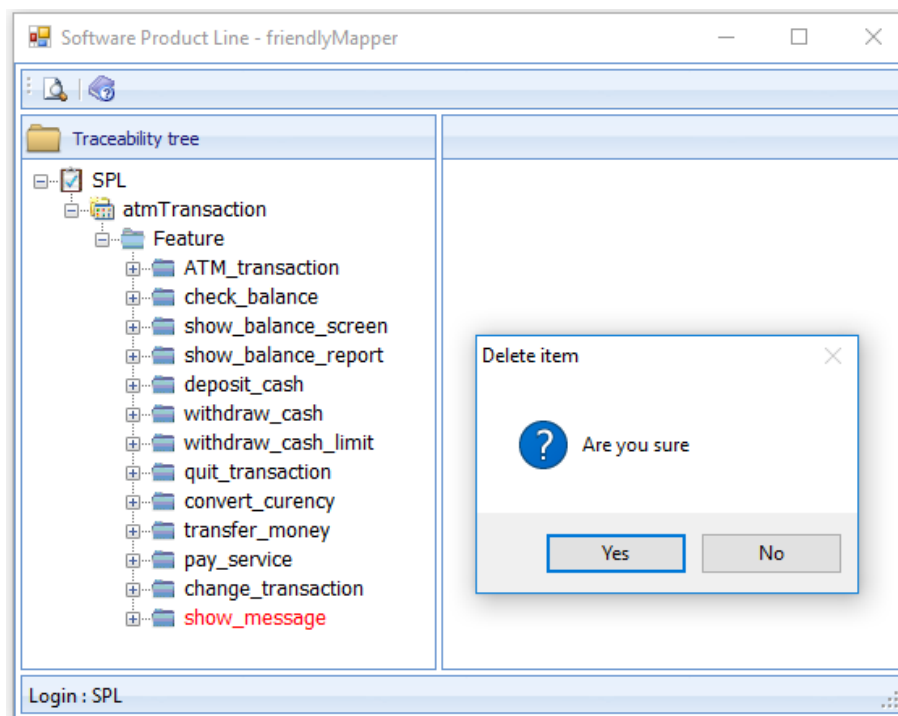 Software Product Line - friendlyMapper
Traceability tree
SPL
atmTransaction
Feature
ATM_transaction
check_balance
show_balance_screen
show_balance_report
deposit_cash
withdraw_cash
withdraw_cash_limit
quit_transaction
convert_curency
transfer_money
pay_service
change_transaction
show_message
Delete item
Are you sure
Yes No
Login : SPL